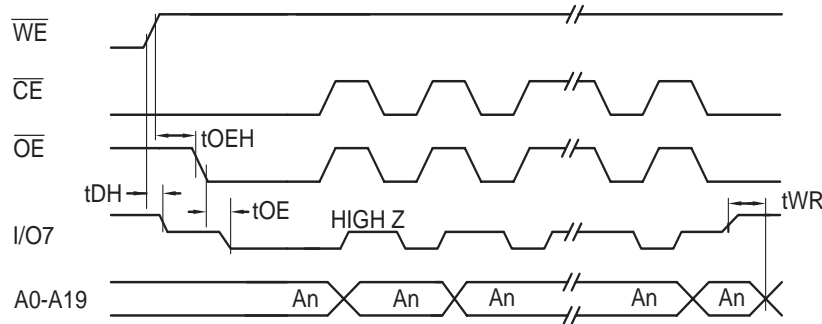 WE
CE
tOEH
OE
tDH
tOE
tWR
HIGH Z
I/O7
A0-A19 An An An An An